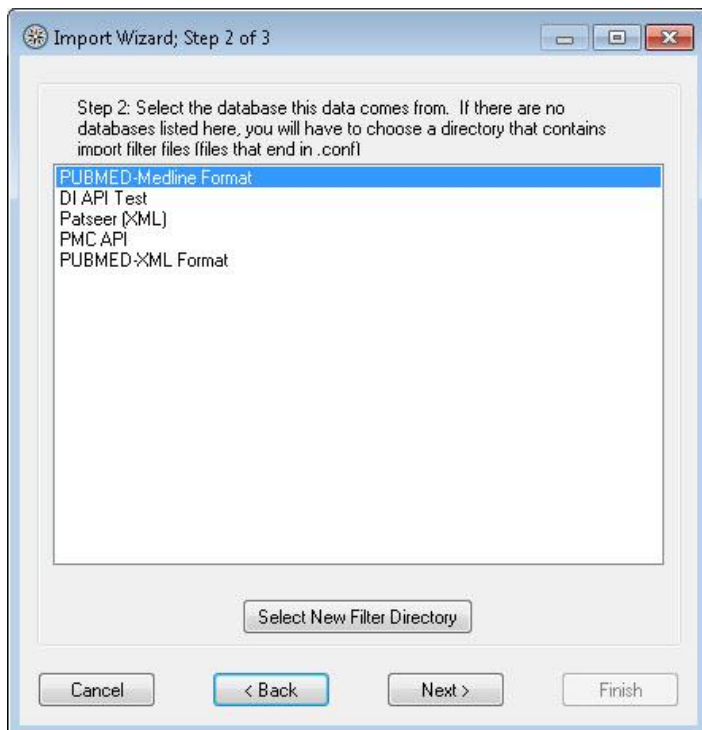 Import Wizard; Step 2 of 3
Step 2: Select the database this data comes from. If there are no
databases listed here, you will have to choose a directory that contains
import filter files (files that end in .conf)
PUBMED-Medline Format
DI API Test
Patseer (XML)
PMC API
PUBMED-XML Format
Select New Filter Directory
Cancel
< Back
Next >
Finish